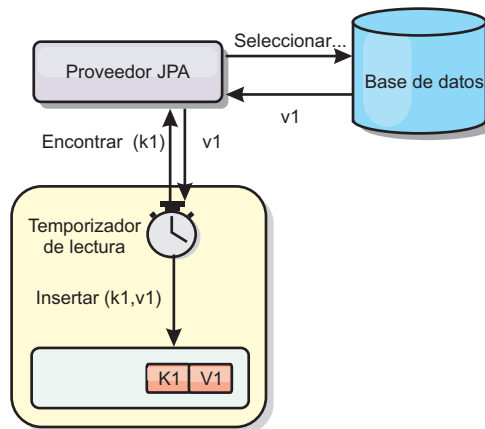 Seleccionar...
Proveedor JPA
Base de datos
v1
Encontrar (k1)
v1
Temporizador
de lectura
Insertar (k1,v1)
K1
V1